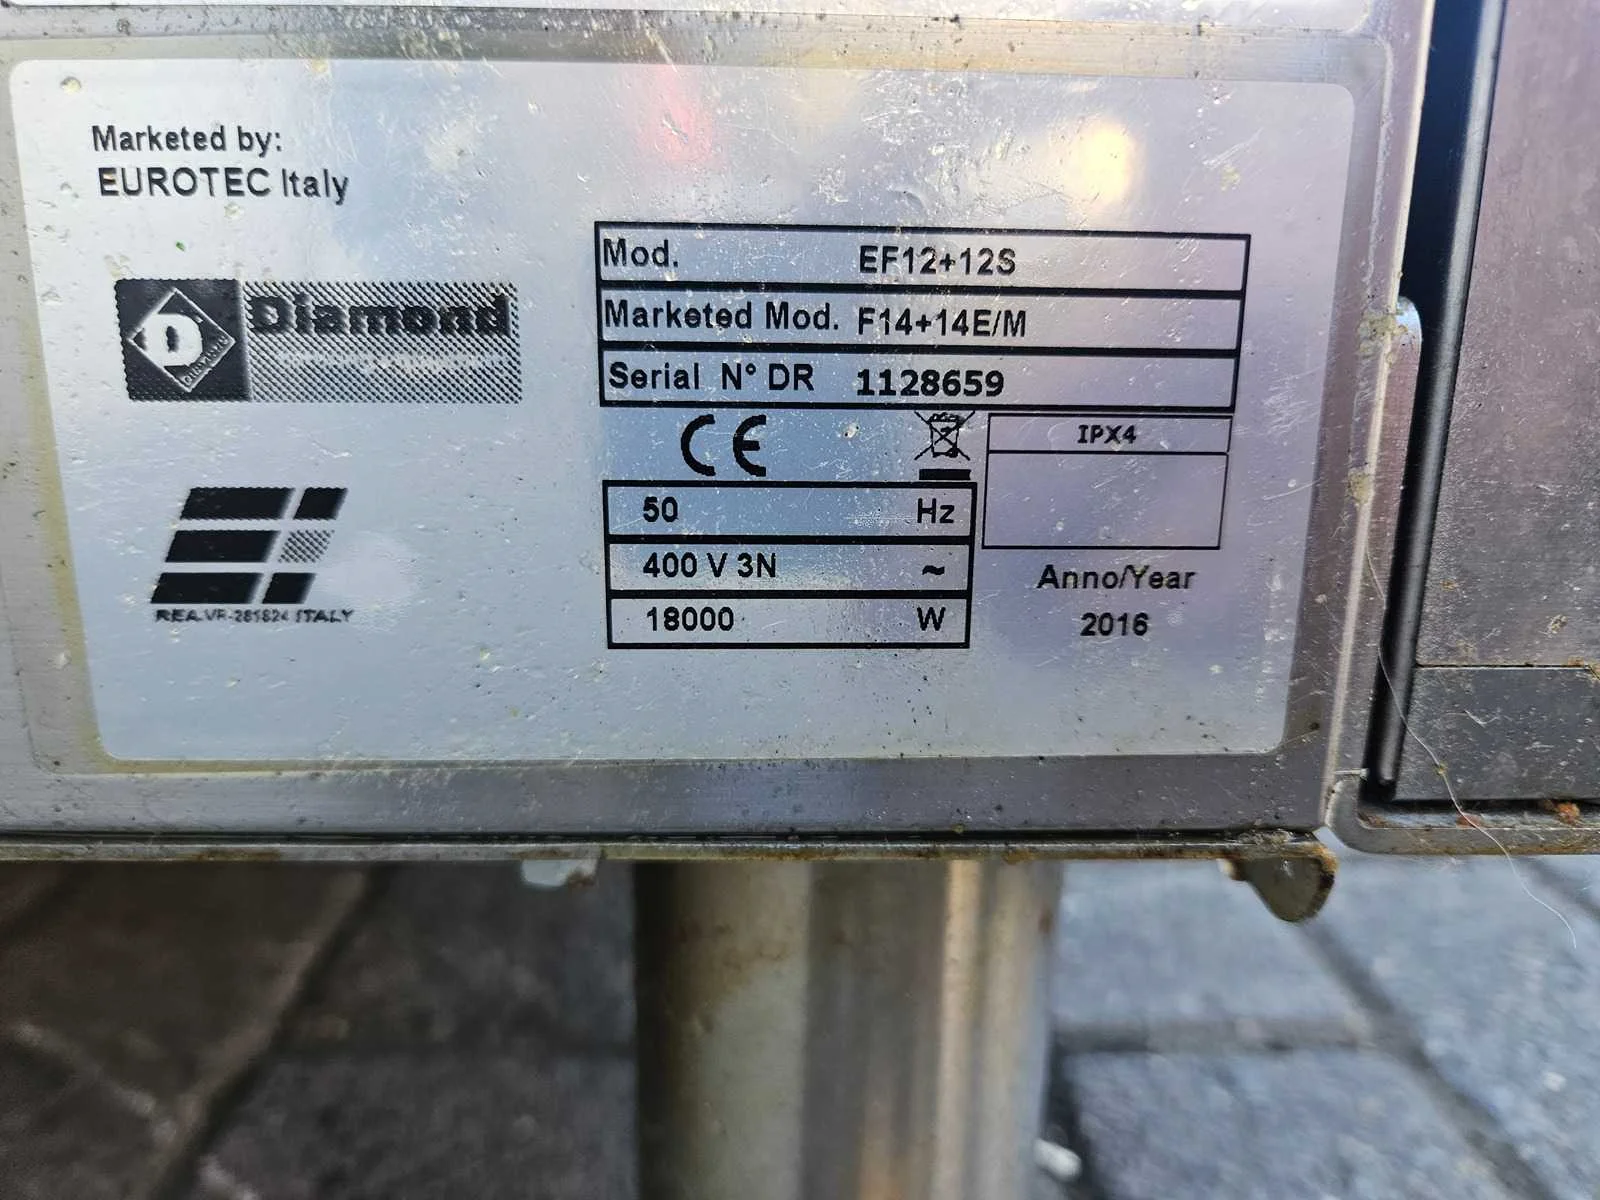 Marketed by:
EUROTEC Italy
Diamond
REA.VR-281824 ITALY
Mod. EF12+12S
Marketed Mod. F14+14E/M
Serial N° DR 1128659
CE
IPX4
50 Hz
400 V 3N ~
18000 W
Anno/Year
2016